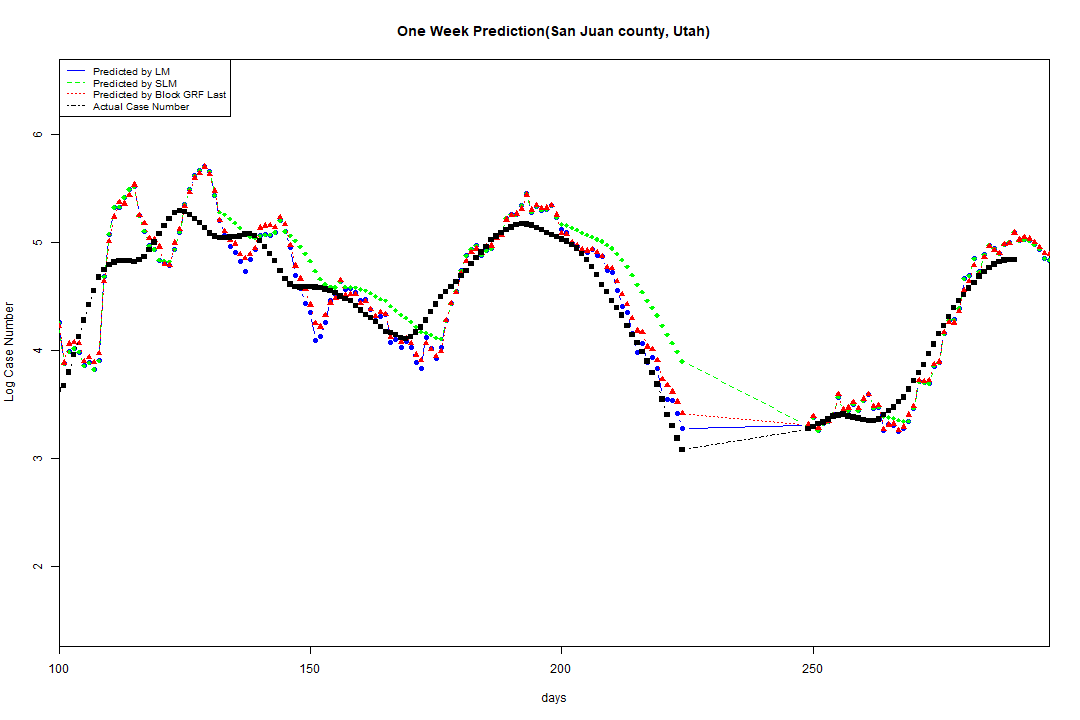 One Week Prediction(San Juan county, Utah)
Predicted by LM
Predicted by SLM
Predicted by Block GRF Last
Actual Case Number
6
5
4
3
2
Log Case Number
100 150 200 250
days